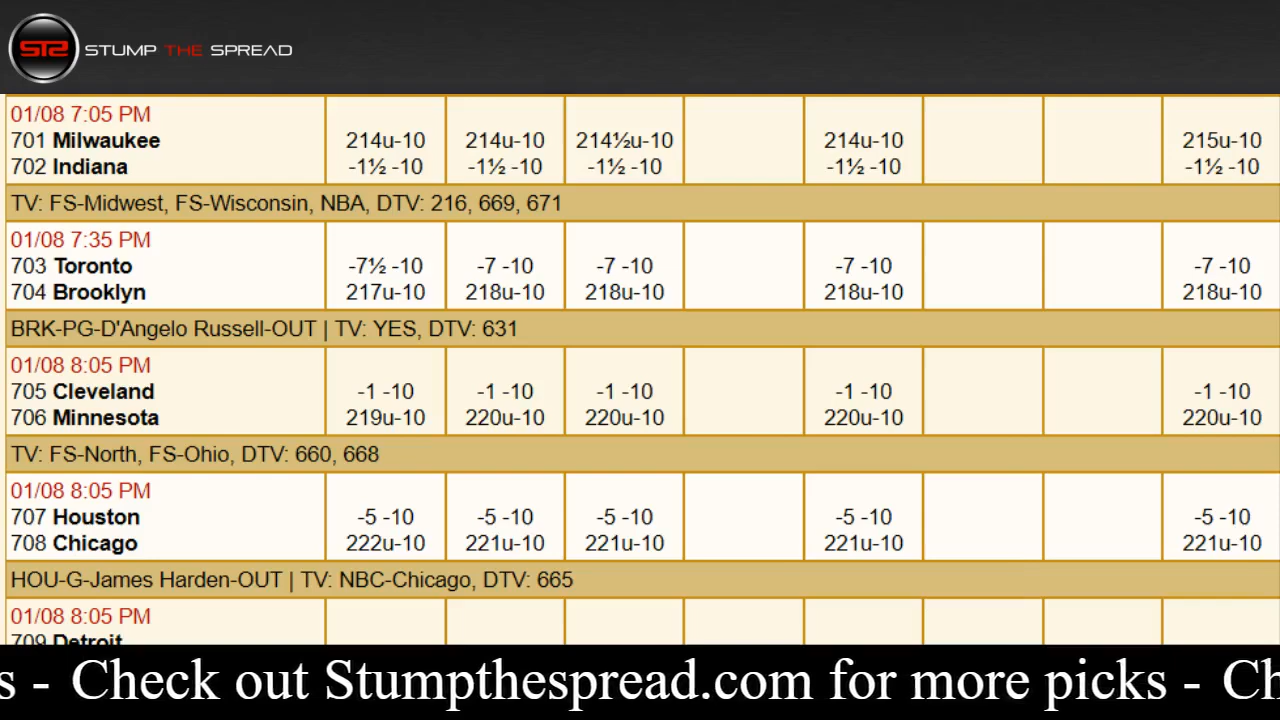 STS STUMP THE SPREAD
01/08 7:05 PM
701 Milwaukee 214u-10 214u-10 214½u-10 214u-10 215u-10
702 Indiana -1½ -10 -1½ -10 -1½ -10 -1½ -10 -1½ -10
TV: FS-Midwest, FS-Wisconsin, NBA, DTV: 216, 669, 671
01/08 7:35 PM
703 Toronto -7½ -10 -7 -10 -7 -10 -7 -10 -7 -10
704 Brooklyn 217u-10 218u-10 218u-10 218u-10 218u-10
BRK-PG-D'Angelo Russell-OUT | TV: YES, DTV: 631
01/08 8:05 PM
705 Cleveland -1 -10 -1 -10 -1 -10 -1 -10 -1 -10
706 Minnesota 219u-10 220u-10 220u-10 220u-10 220u-10
TV: FS-North, FS-Ohio, DTV: 660, 668
01/08 8:05 PM
707 Houston -5 -10 -5 -10 -5 -10 -5 -10 -5 -10
708 Chicago 222u-10 221u-10 221u-10 221u-10 221u-10
HOU-G-James Harden-OUT | TV: NBC-Chicago, DTV: 665
01/08 8:05 PM
709 Detroit
s - Check out Stumpthespread.com for more picks - Ch